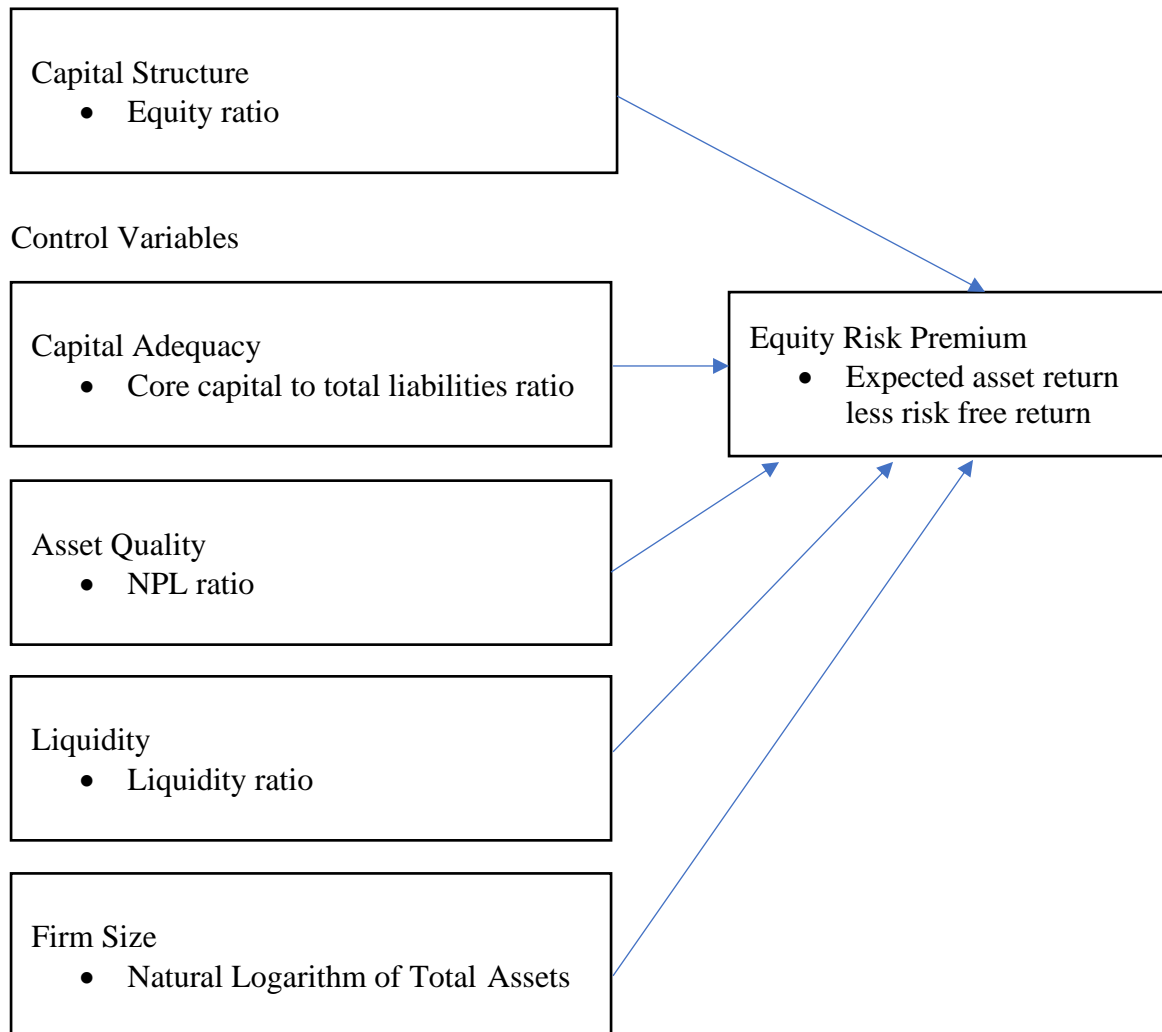 Capital Structure
• Equity ratio
Control Variables
Capital Adequacy
• Core capital to total liabilities ratio
Equity Risk Premium
• Expected asset return
less risk free return
Asset Quality
• NPL ratio
Liquidity
• Liquidity ratio
Firm Size
• Natural Logarithm of Total Assets